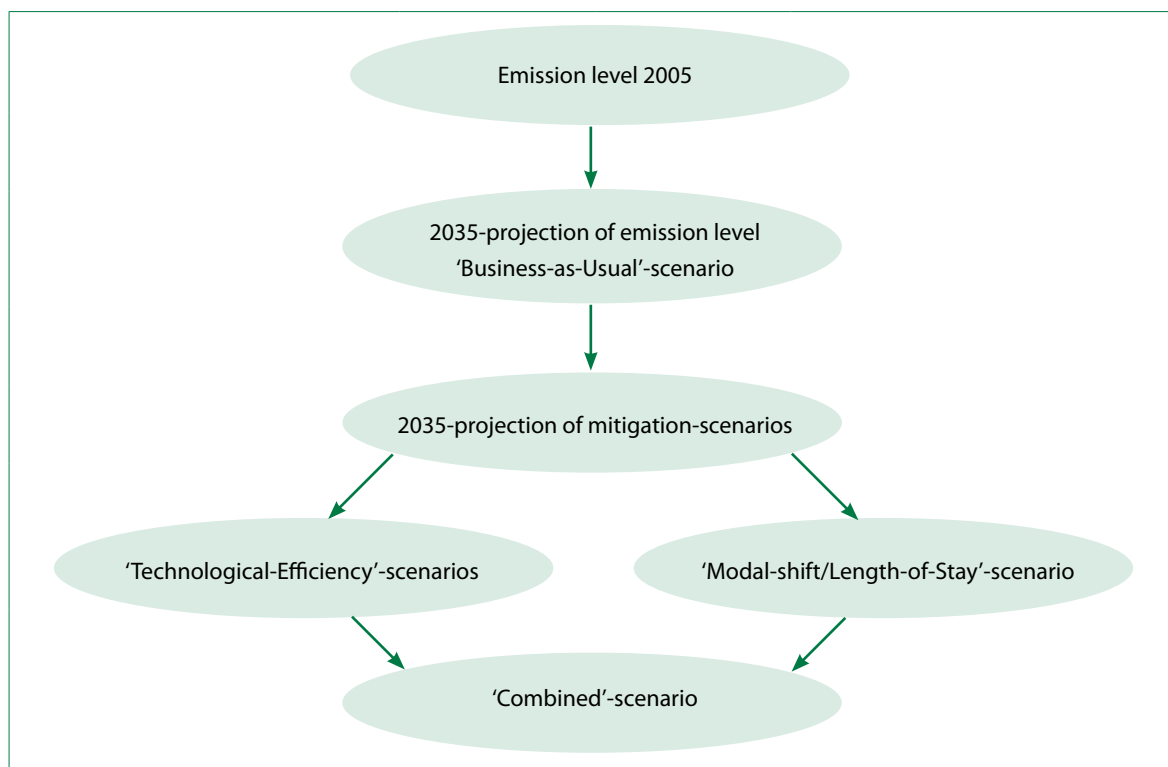 Emission level 2005
2035-projection of emission level
‘Business-as-Usual’-scenario
2035-projection of mitigation-scenarios
‘Technological-Efficiency’-scenarios
‘Modal-shift/Length-of-Stay’-scenario
‘Combined’-scenario